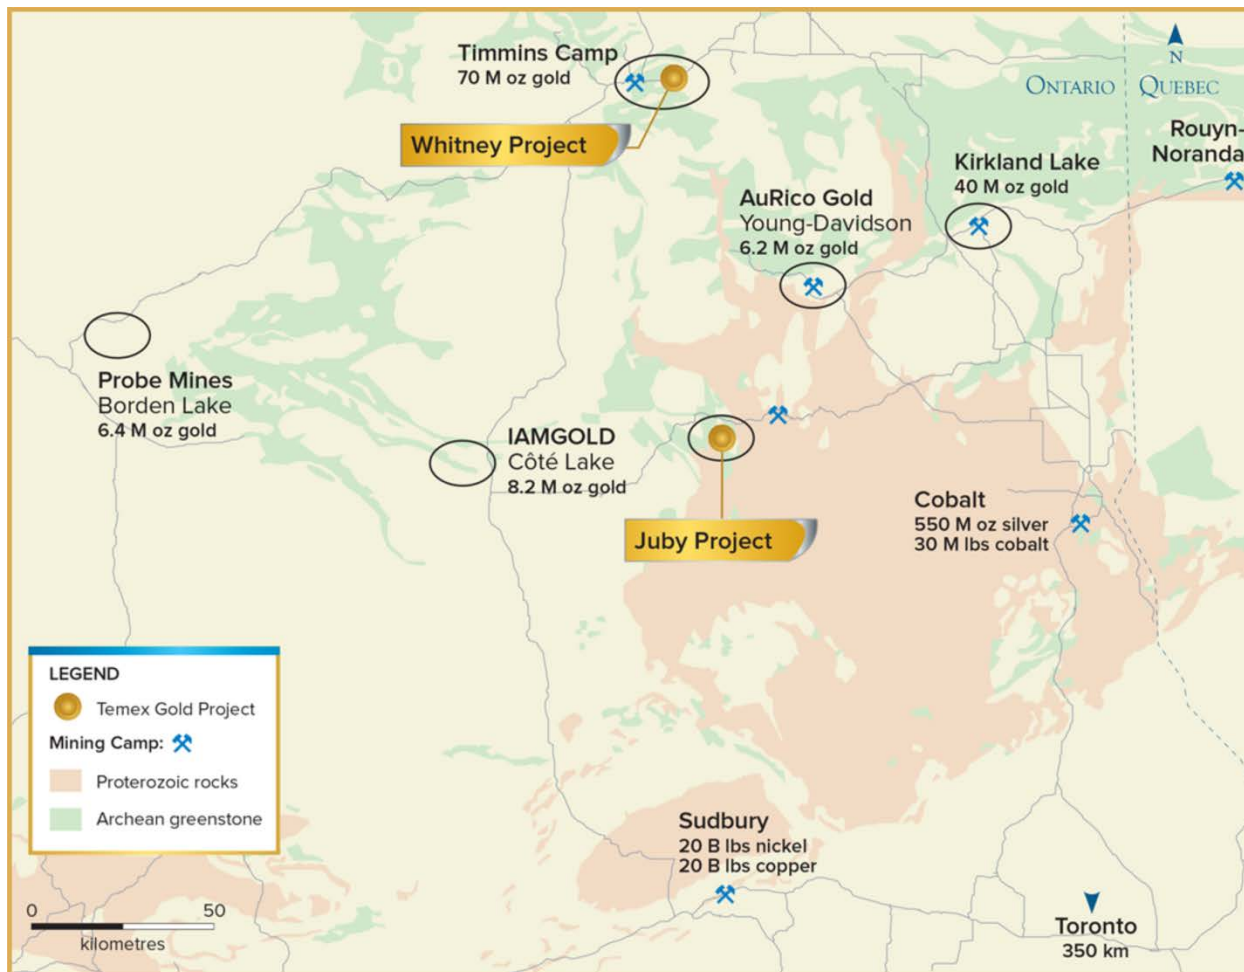 Timmins Camp
70 M oz gold
N
ONTARIO QUEBEC
Whitney Project
Rouyn-
Noranda
Kirkland Lake
40 M oz gold
AuRico Gold
Young-Davidson
6.2 M oz gold
Probe Mines
Borden Lake
6.4 M oz gold
IAMGOLD
Côté Lake
8.2 M oz gold
Juby Project
Cobalt
550 M oz silver
30 M lbs cobalt
LEGEND
Temex Gold Project
Mining Camp:
Proterozoic rocks
Archean greenstone
Sudbury
20 B lbs nickel
20 B lbs copper
0 50
kilometres
Toronto
350 km